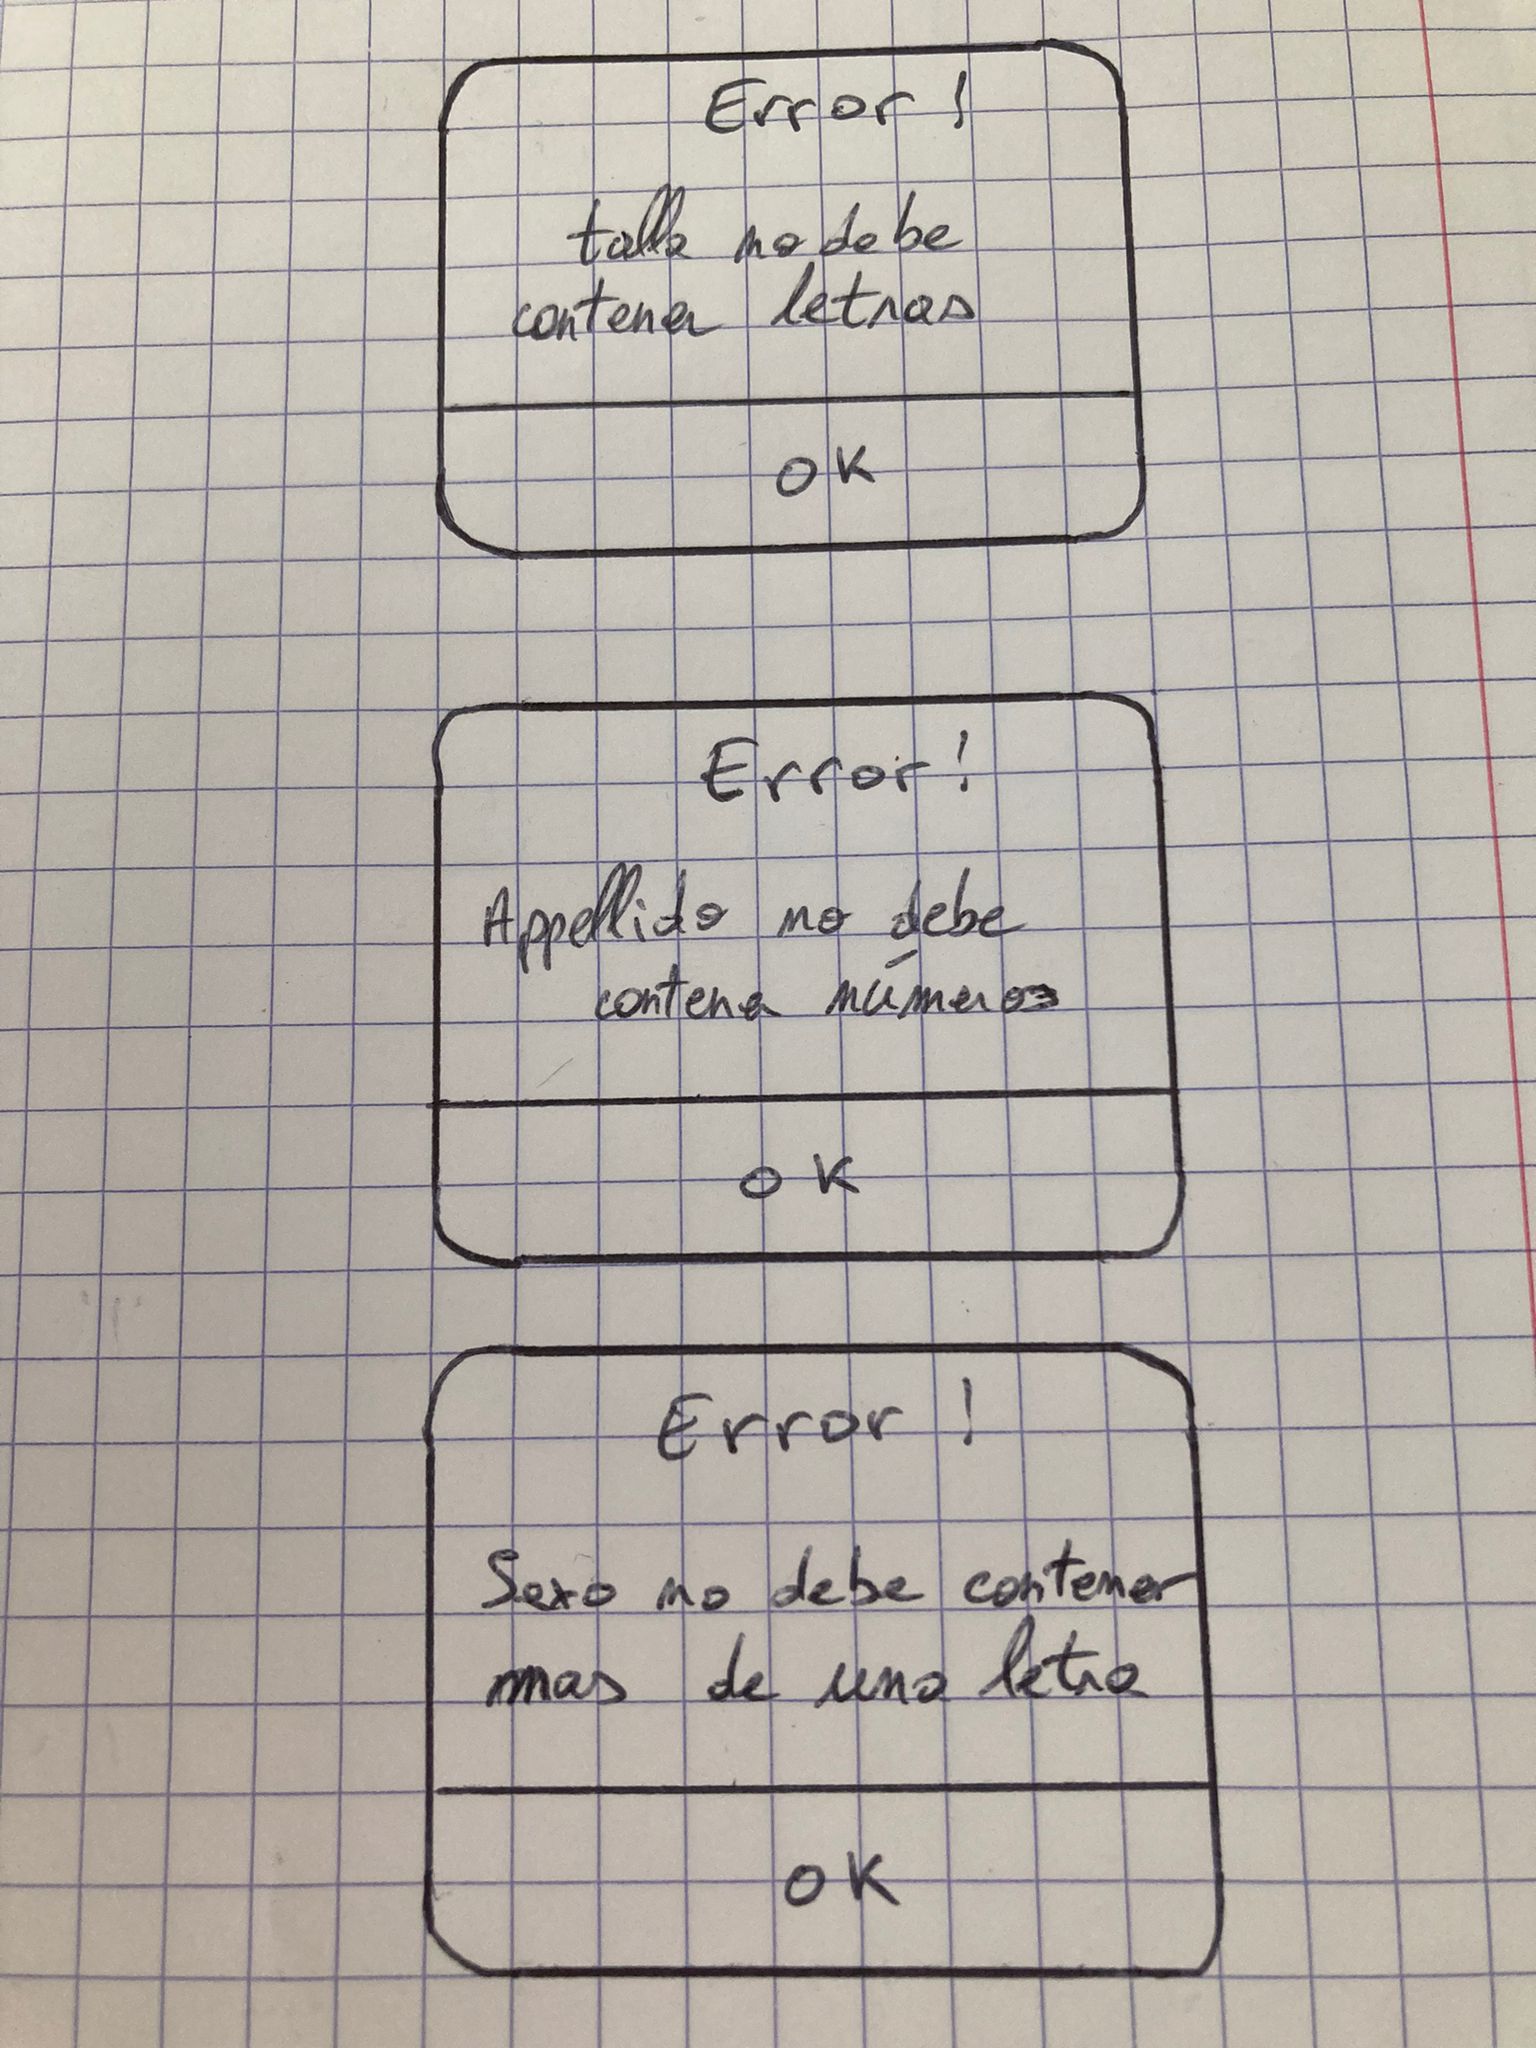 Error !
talla no debe
contener letras
OK
Error !
Appellido no debe
contener números
OK
Error !
Sexo no debe contener
mas de una letra
OK